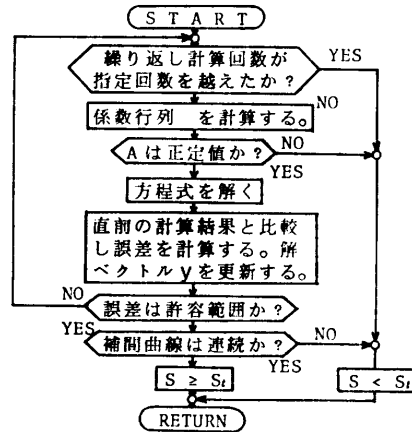 START
繰り返し計算回数が
指定回数を越えたか?
YES
NO
係数行列 を計算する。
Aは正定値か?
NO
YES
方程式を解く
直前の計算結果と比較
し誤差を計算する。解
ベクトルyを更新する。
NO
誤差は許容範囲か?
YES
補間曲線は連続か?
NO
YES
S ≥ Sₜ
S < Sₜ
RETURN